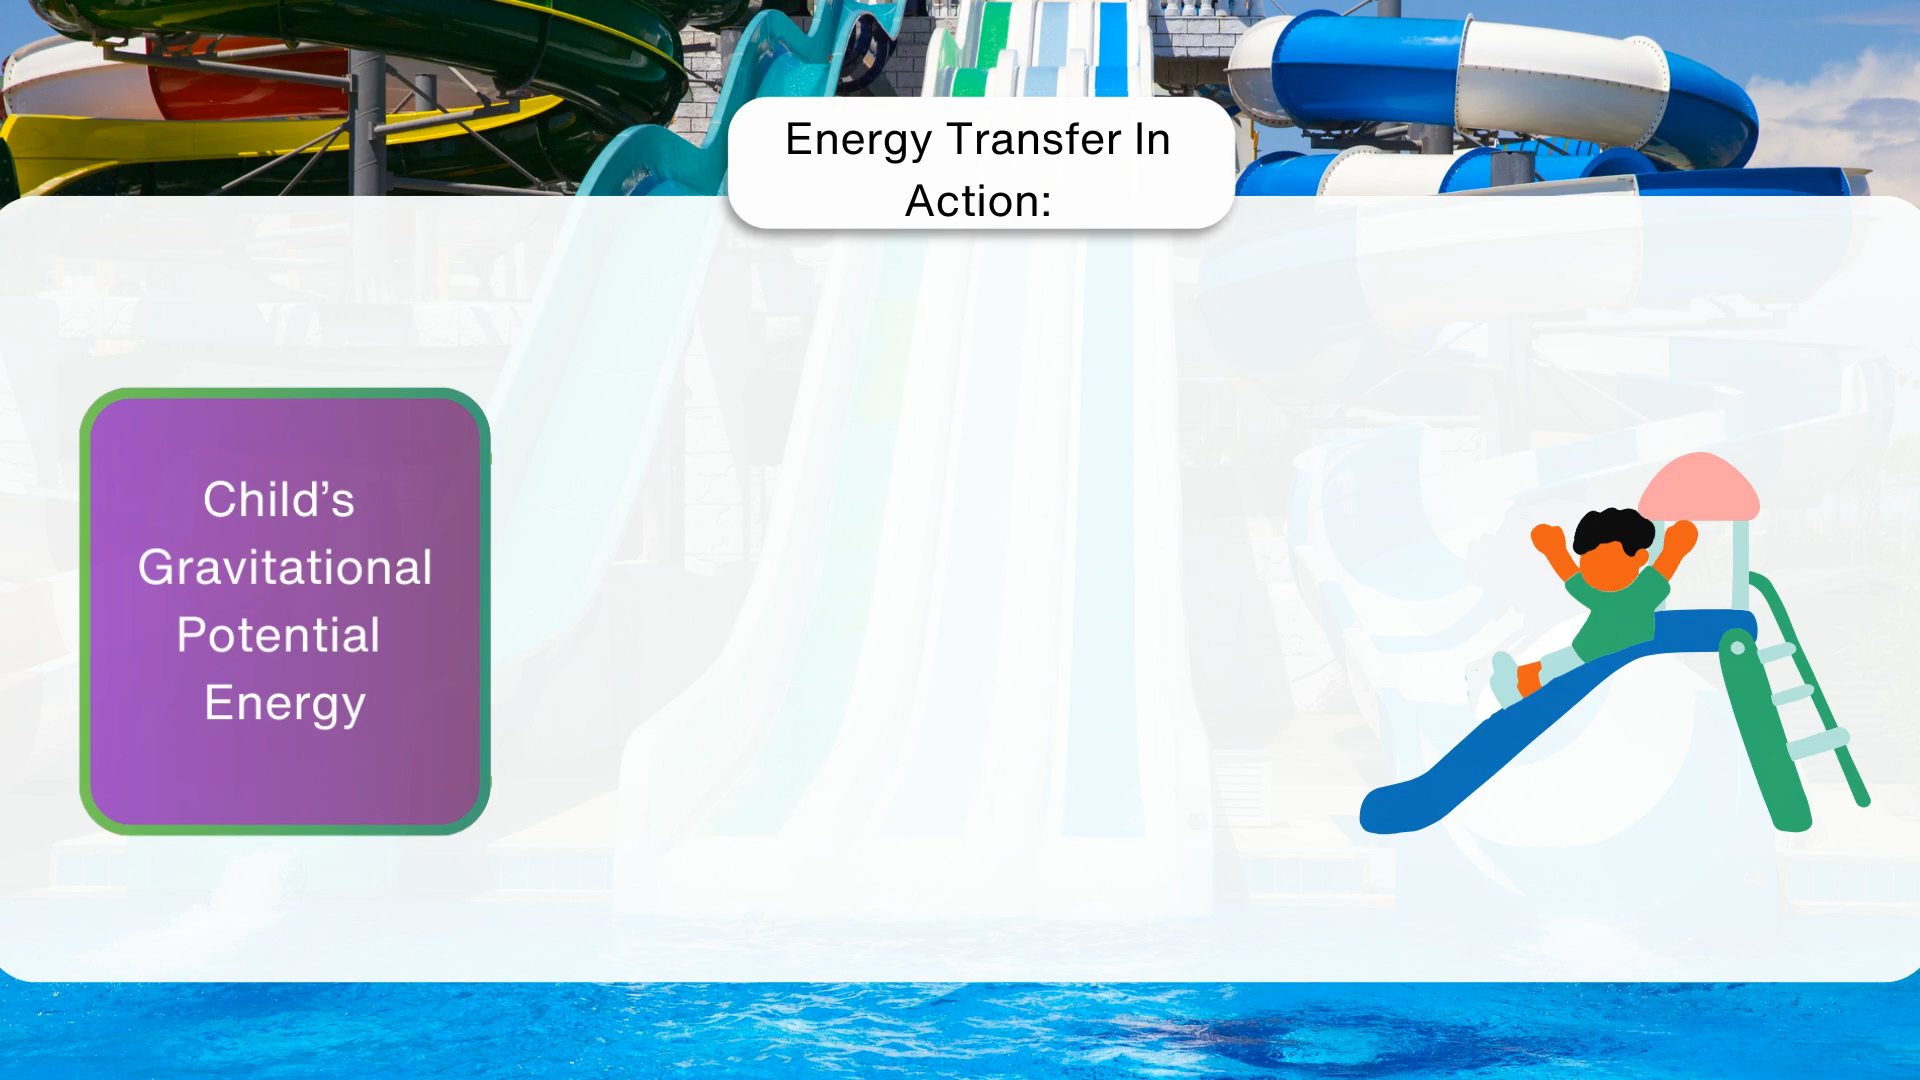 Energy Transfer In
Action:
Child’s
Gravitational
Potential
Energy